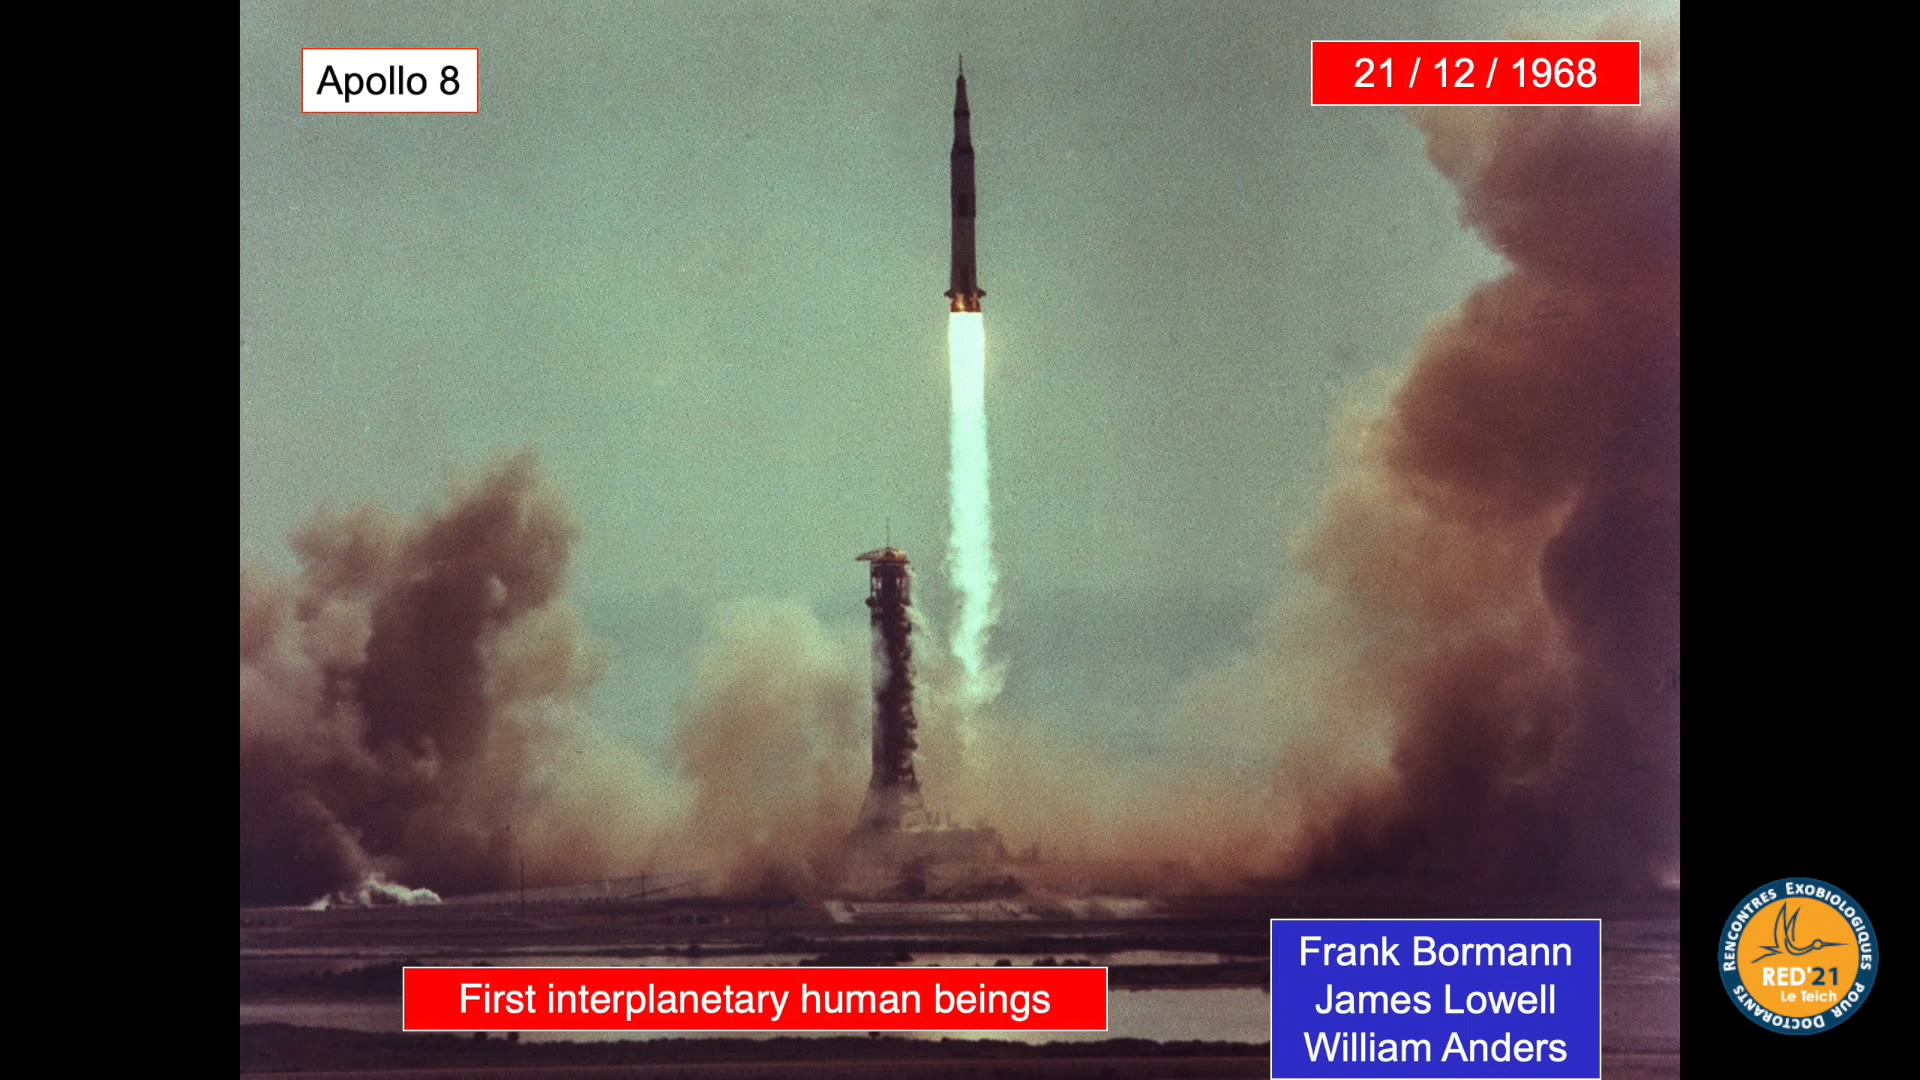 Apollo 8
21 / 12 / 1968
First interplanetary human beings
Frank Bormann
James Lowell
William Anders
RENCONTRES EXOBIOLOGIQUES POUR DOCTORANTS
RED'21
Le Teich